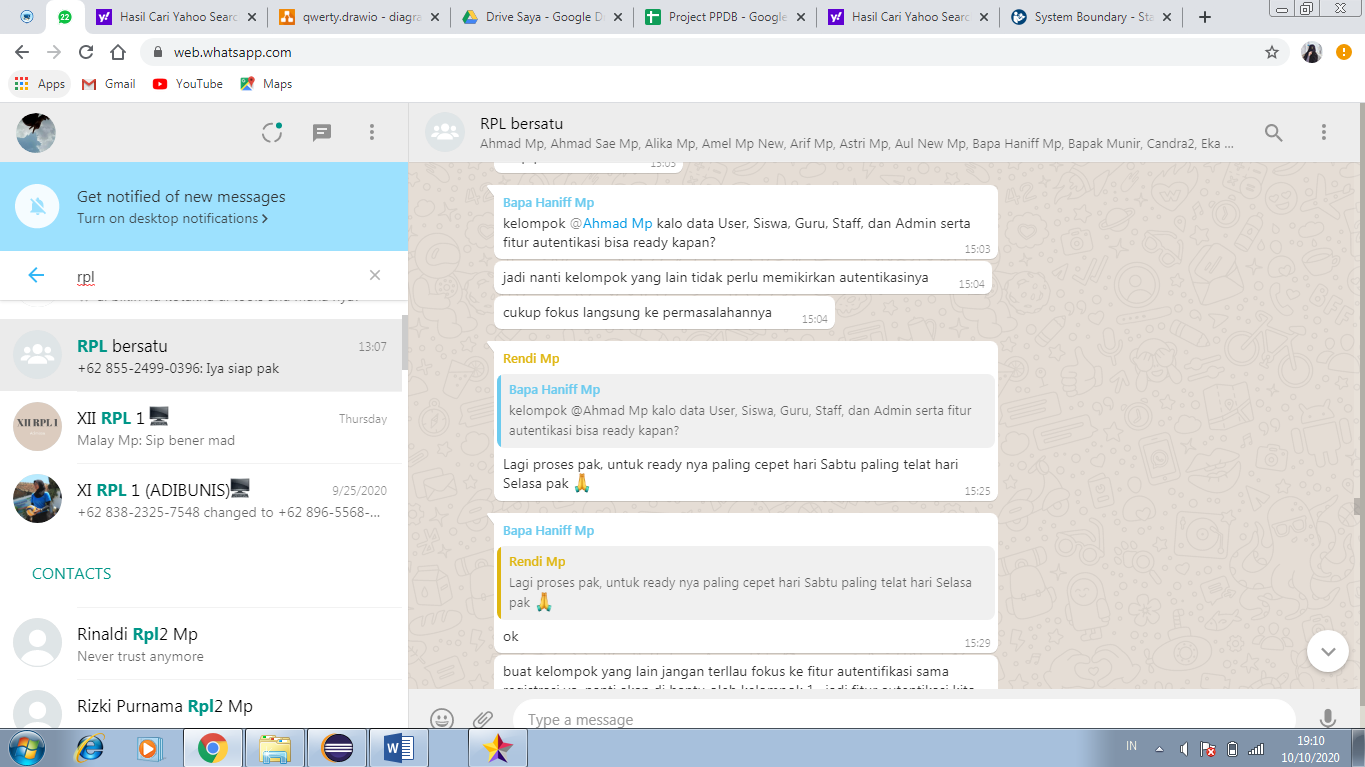 22
Hasil Cari Yahoo Searc
qwerty.drawio - diagra
Drive Saya - Google D
Project PPDB - Google
Hasil Cari Yahoo Searc
System Boundary - Sta
web.whatsapp.com
Apps
Gmail
YouTube
Maps
Get notified of new messages
Turn on desktop notifications >
rpl
RPL bersatu
13:07
+62 855-2499-0396: Iya siap pak
XII RPL 1
XII RPL 1
Thursday
Malay Mp: Sip bener mad
XI RPL 1 (ADIBUNIS)
9/25/2020
+62 838-2325-7548 changed to +62 896-5568-...
CONTACTS
Rinaldi Rpl2 Mp
Never trust anymore
Rizki Purnama Rpl2 Mp
RPL bersatu
Ahmad Mp, Ahmad Sae Mp, Alika Mp, Amel Mp New, Arif Mp, Astri Mp, Aul New Mp, Bapa Haniff Mp, Bapak Munir, Candra2, Eka ...
15:03
Bapa Haniff Mp
kelompok @Ahmad Mp kalo data User, Siswa, Guru, Staff, dan Admin serta
fitur autentikasi bisa ready kapan?
15:03
jadi nanti kelompok yang lain tidak perlu memikirkan autentikasinya
15:04
cukup fokus langsung ke permasalahannya
15:04
Rendi Mp
Bapa Haniff Mp
kelompok @Ahmad Mp kalo data User, Siswa, Guru, Staff, dan Admin serta fitur
autentikasi bisa ready kapan?
Lagi proses pak, untuk ready nya paling cepet hari Sabtu paling telat hari
Selasa pak 🙏
15:25
Bapa Haniff Mp
Rendi Mp
Lagi proses pak, untuk ready nya paling cepet hari Sabtu paling telat hari Selasa
pak 🙏
ok
15:29
buat kelompok yang lain jangan terllau fokus ke fitur autentifikasi sama
Type a message
IN
19:10
10/10/2020